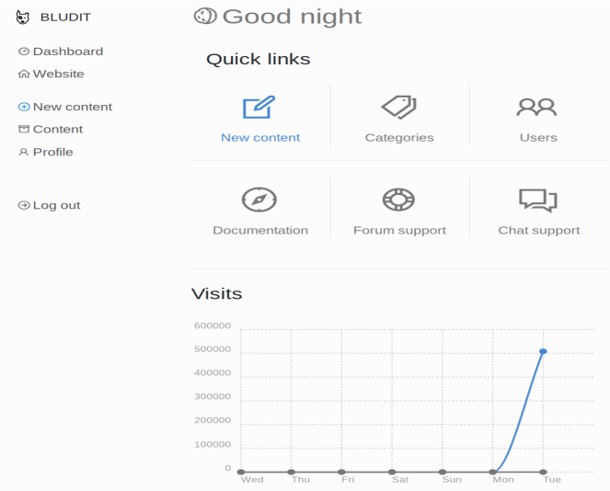 BLUDIT
Dashboard
Website
New content
Content
Profile
Log out
Good night
Quick links
New content
Categories
Users
Documentation
Forum support
Chat support
Visits
600000
500000
400000
300000
200000
100000
0
Wed Thu Fri Sat Sun Mon Tue